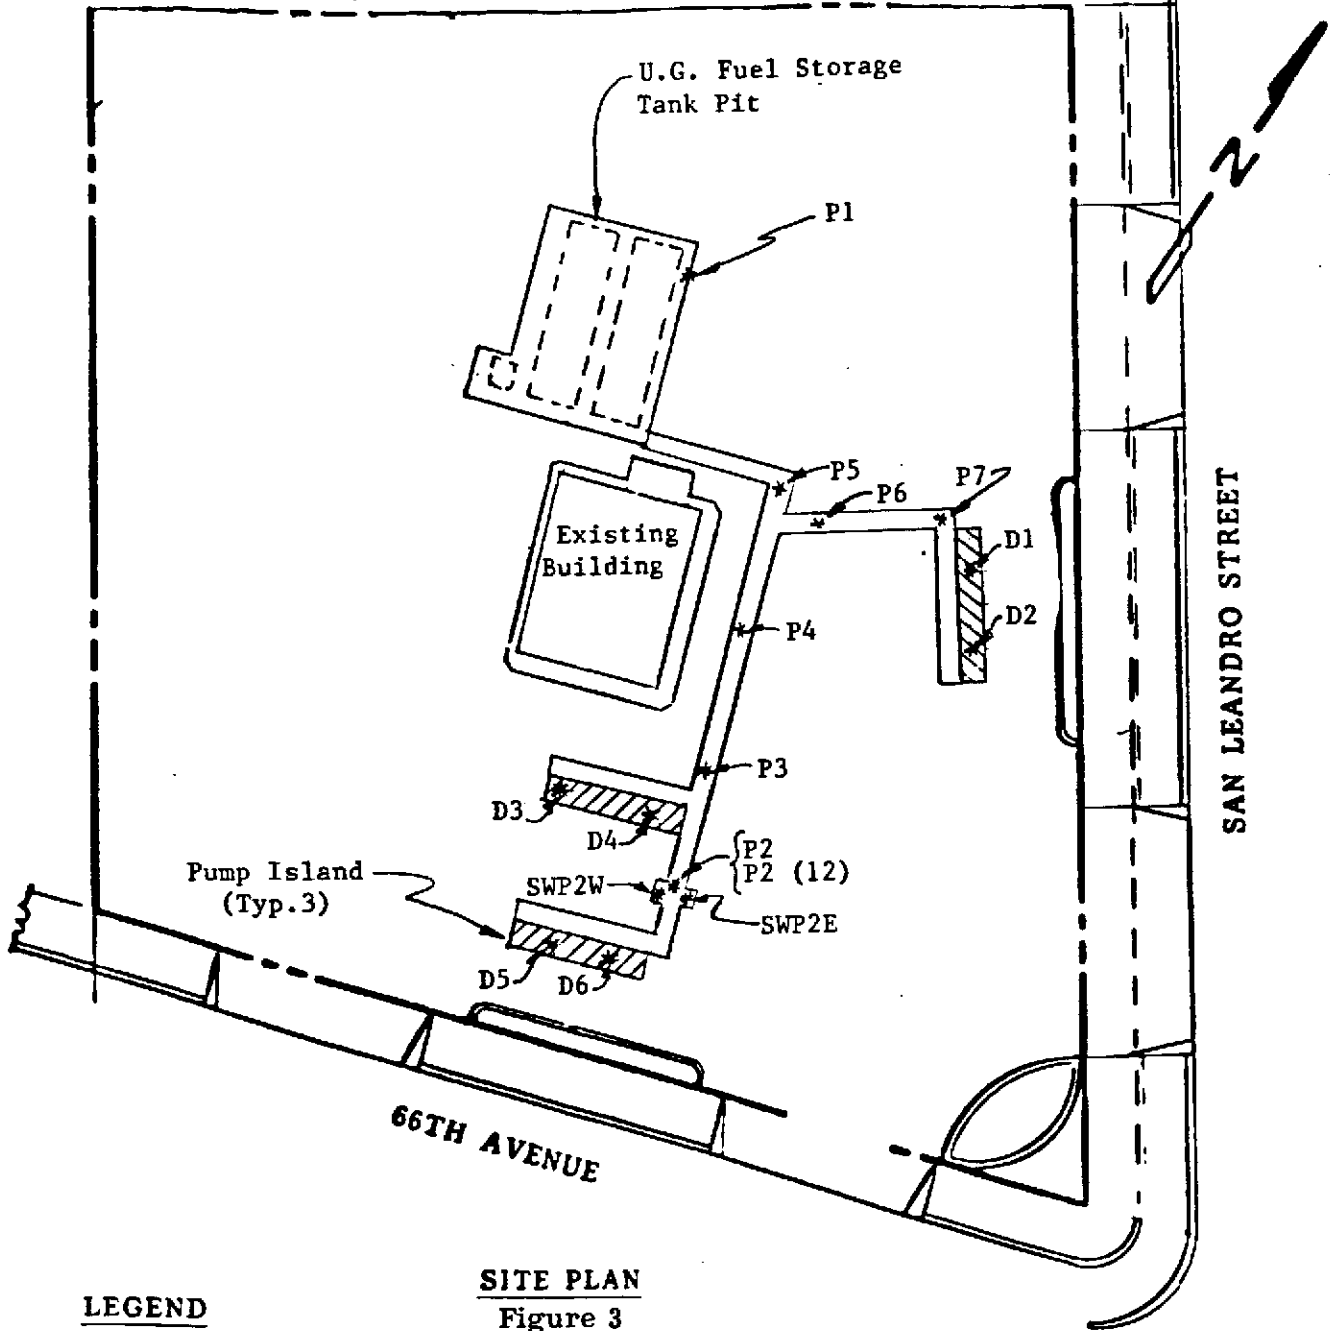 U.G. Fuel Storage
Tank Pit
N
P1
P5
P6
P7
Existing
Building
D1
D2
P4
P3
D3
D4
P2
P2 (12)
SWP2W
SWP2E
Pump Island
(Typ.3)
D5
D6
SAN LEANDRO STREET
66TH AVENUE
LEGEND
SITE PLAN
Figure 3